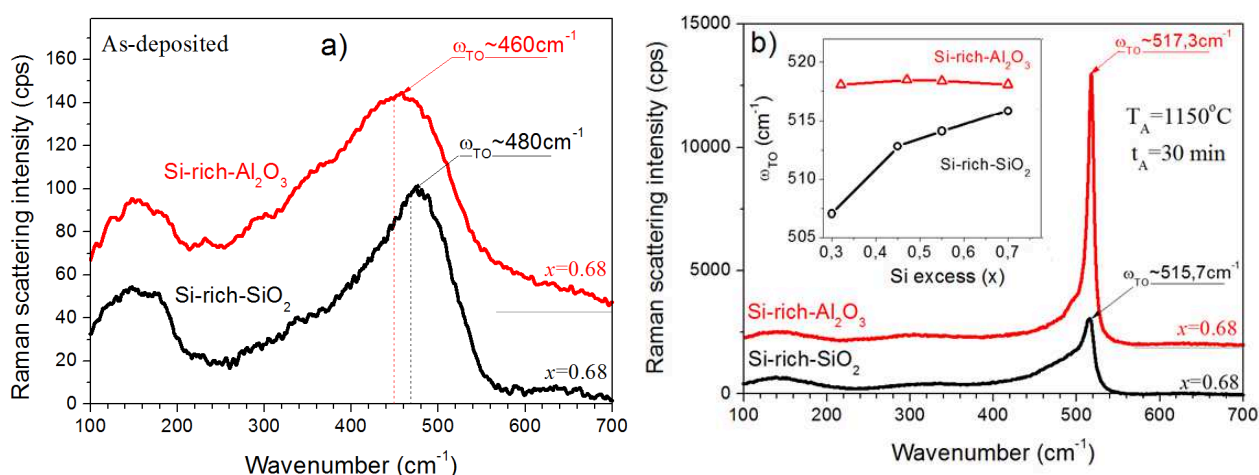 As-deposited
a)
ω_TO~460cm⁻¹
ω_TO~480cm⁻¹
Si-rich-Al₂O₃
Si-rich-SiO₂
x=0.68
x=0.68
Raman scattering intensity (cps)
160
140
120
100
80
60
40
20
0
100 200 300 400 500 600 700
Wavenumber (cm⁻¹)
b)
ω_TO~517,3cm⁻¹
T_A=1150°C
t_A=30 min
ω_TO~515,7cm⁻¹
Si-rich-Al₂O₃
Si-rich-SiO₂
ω_TO (cm⁻¹)
520
515
510
505
0.3 0,4 0,5 0,6 0,7
Si excess (x)
Si-rich-Al₂O₃
x=0.68
Si-rich-SiO₂
x=0.68
Raman scattering intensity (cps)
15000
12500
10000
7500
5000
2500
0
100 200 300 400 500 600 700
Wavenumber (cm⁻¹)